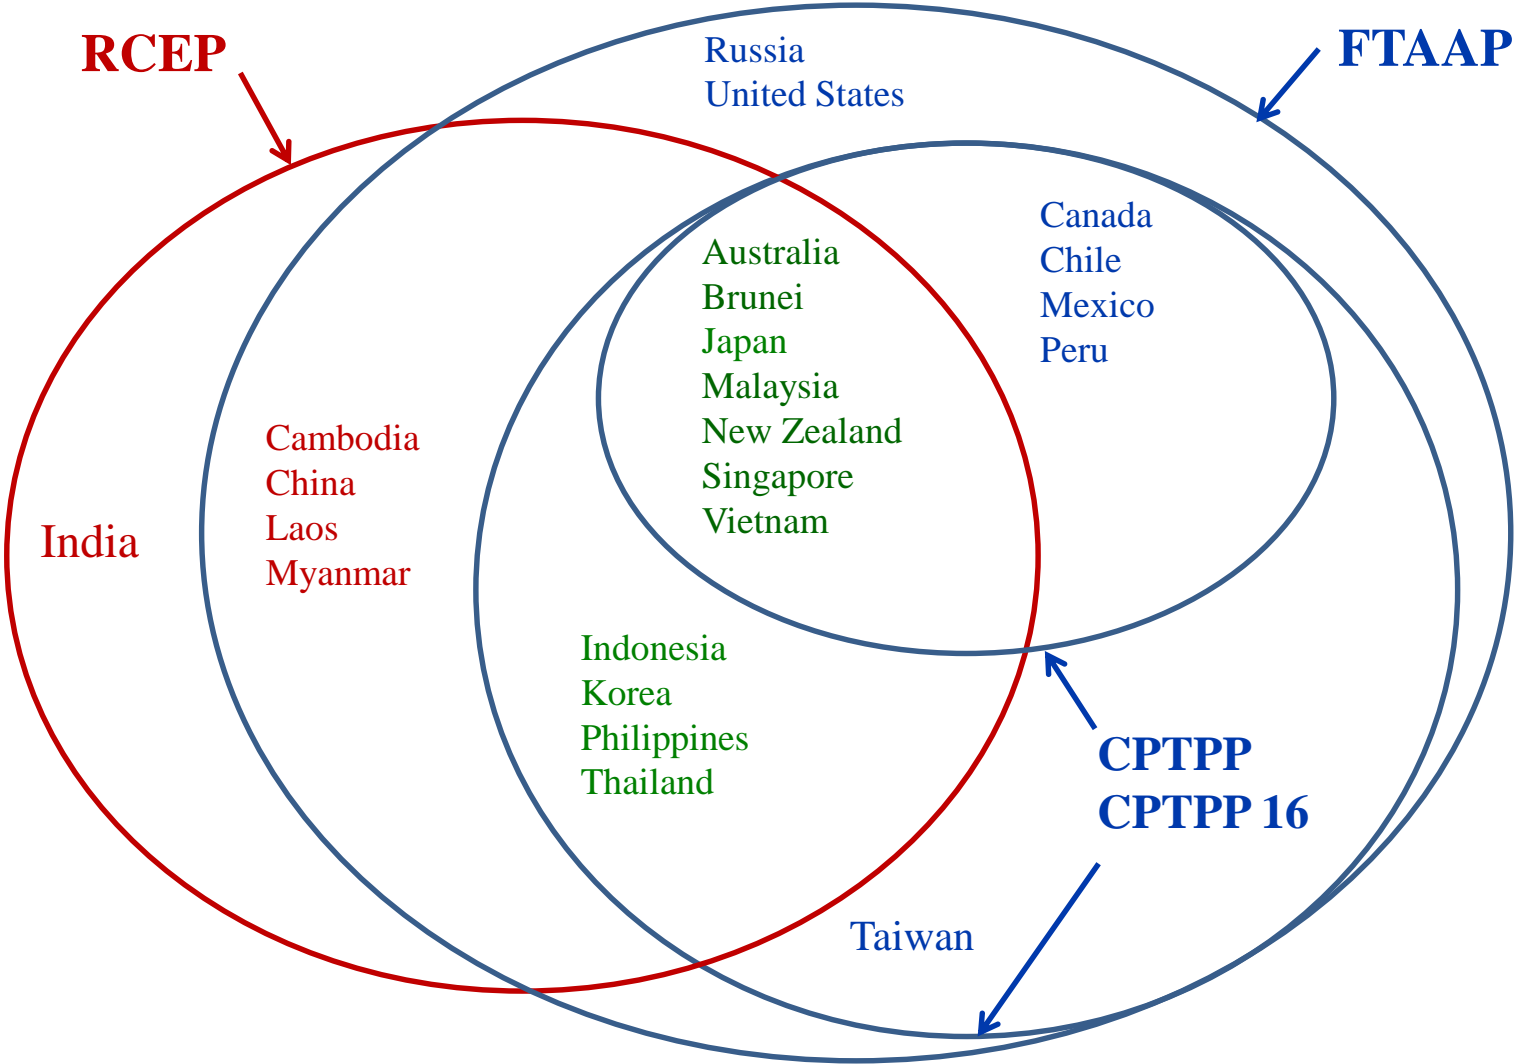 RCEP
FTAAP
Russia
United States
Canada
Chile
Mexico
Peru
Australia
Brunei
Japan
Malaysia
New Zealand
Singapore
Vietnam
Cambodia
China
Laos
Myanmar
India
Indonesia
Korea
Philippines
Thailand
CPTPP
CPTPP 16
Taiwan